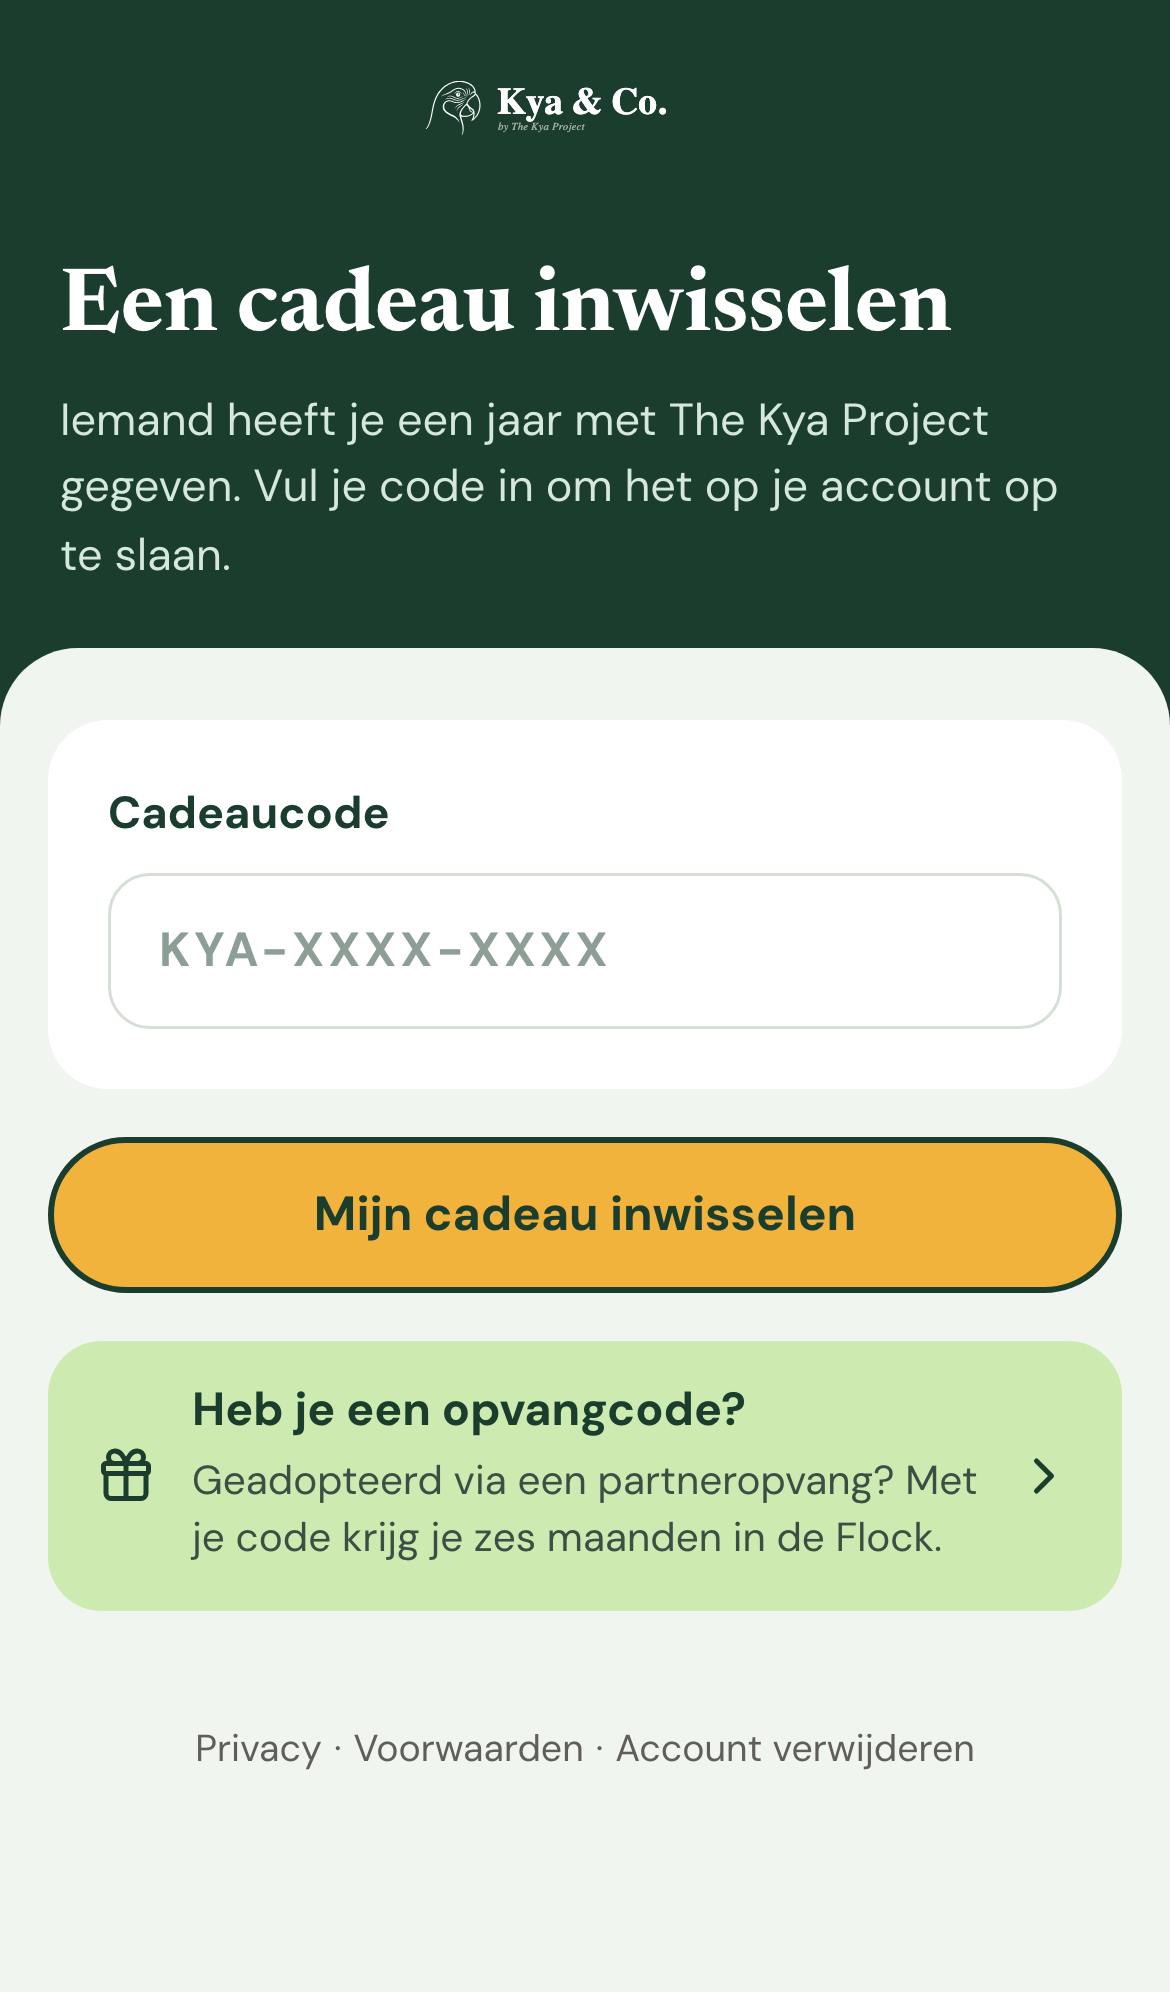 Kya & Co.
by The Kya Project
Een cadeau inwisselen
Iemand heeft je een jaar met The Kya Project
gegeven. Vul je code in om het op je account op
te slaan.
Cadeaucode
KYA-XXXX-XXXX
Mijn cadeau inwisselen
Heb je een opvangcode?
Geadopteerd via een partneropvang? Met
je code krijg je zes maanden in de Flock.
Privacy · Voorwaarden · Account verwijderen